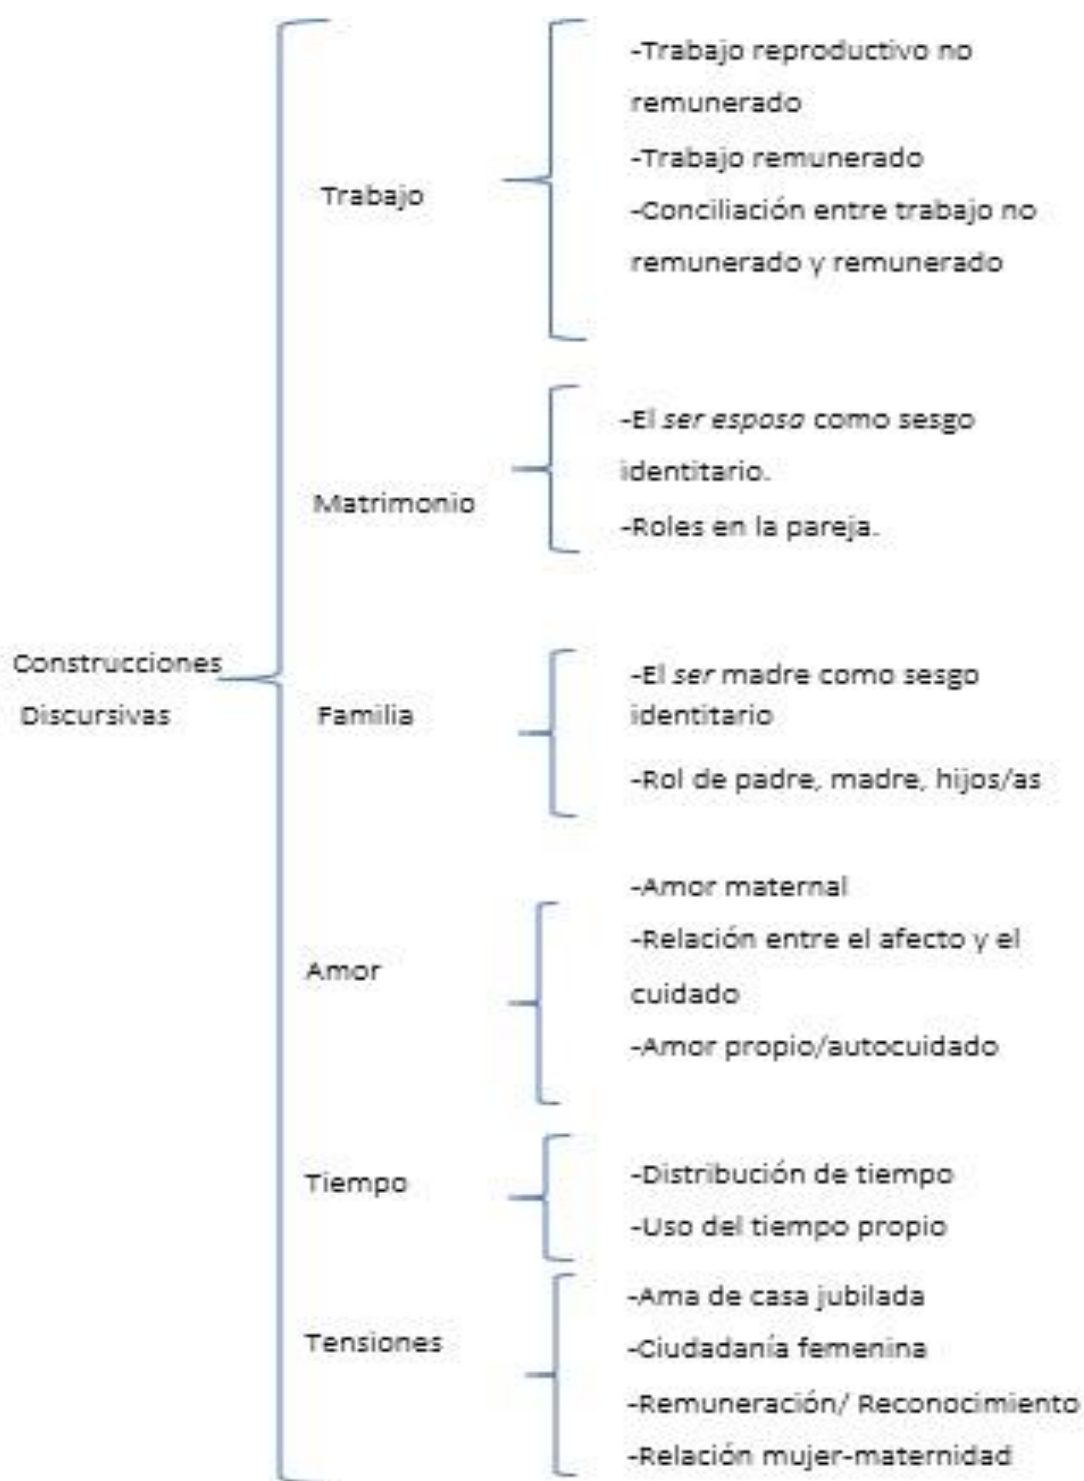 Construcciones
Discursivas
Trabajo
-Trabajo reproductivo no
remunerado
-Trabajo remunerado
-Conciliación entre trabajo no
remunerado y remunerado
Matrimonio
-El ser esposa como sesgo
identitario.
-Roles en la pareja.
Familia
-El ser madre como sesgo
identitario
-Rol de padre, madre, hijos/as
Amor
-Amor maternal
-Relación entre el afecto y el
cuidado
-Amor propio/autocuidado
Tiempo
-Distribución de tiempo
-Uso del tiempo propio
Tensiones
-Ama de casa jubilada
-Ciudadanía femenina
-Remuneración/ Reconocimiento
-Relación mujer-maternidad